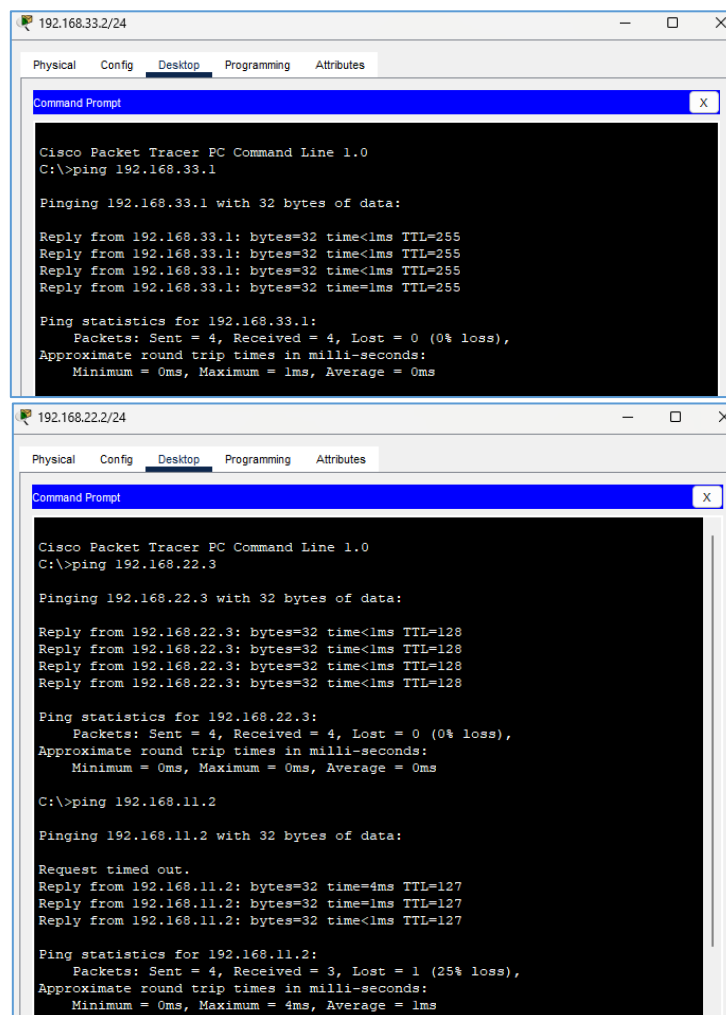 192.168.33.2/24
Physical Config Desktop Programming Attributes
Command Prompt
X
Cisco Packet Tracer PC Command Line 1.0
C:\>ping 192.168.33.1
Pinging 192.168.33.1 with 32 bytes of data:
Reply from 192.168.33.1: bytes=32 time<1ms TTL=255
Reply from 192.168.33.1: bytes=32 time<1ms TTL=255
Reply from 192.168.33.1: bytes=32 time<1ms TTL=255
Reply from 192.168.33.1: bytes=32 time=1ms TTL=255
Ping statistics for 192.168.33.1:
Packets: Sent = 4, Received = 4, Lost = 0 (0% loss),
Approximate round trip times in milli-seconds:
Minimum = 0ms, Maximum = 1ms, Average = 0ms
192.168.22.2/24
Physical Config Desktop Programming Attributes
Command Prompt
X
Cisco Packet Tracer PC Command Line 1.0
C:\>ping 192.168.22.3
Pinging 192.168.22.3 with 32 bytes of data:
Reply from 192.168.22.3: bytes=32 time<1ms TTL=128
Reply from 192.168.22.3: bytes=32 time<1ms TTL=128
Reply from 192.168.22.3: bytes=32 time<1ms TTL=128
Reply from 192.168.22.3: bytes=32 time<1ms TTL=128
Ping statistics for 192.168.22.3:
Packets: Sent = 4, Received = 4, Lost = 0 (0% loss),
Approximate round trip times in milli-seconds:
Minimum = 0ms, Maximum = 0ms, Average = 0ms
C:\>ping 192.168.11.2
Pinging 192.168.11.2 with 32 bytes of data:
Request timed out.
Reply from 192.168.11.2: bytes=32 time=4ms TTL=127
Reply from 192.168.11.2: bytes=32 time=1ms TTL=127
Reply from 192.168.11.2: bytes=32 time<1ms TTL=127
Ping statistics for 192.168.11.2:
Packets: Sent = 4, Received = 3, Lost = 1 (25% loss),
Approximate round trip times in milli-seconds:
Minimum = 0ms, Maximum = 4ms, Average = 1ms